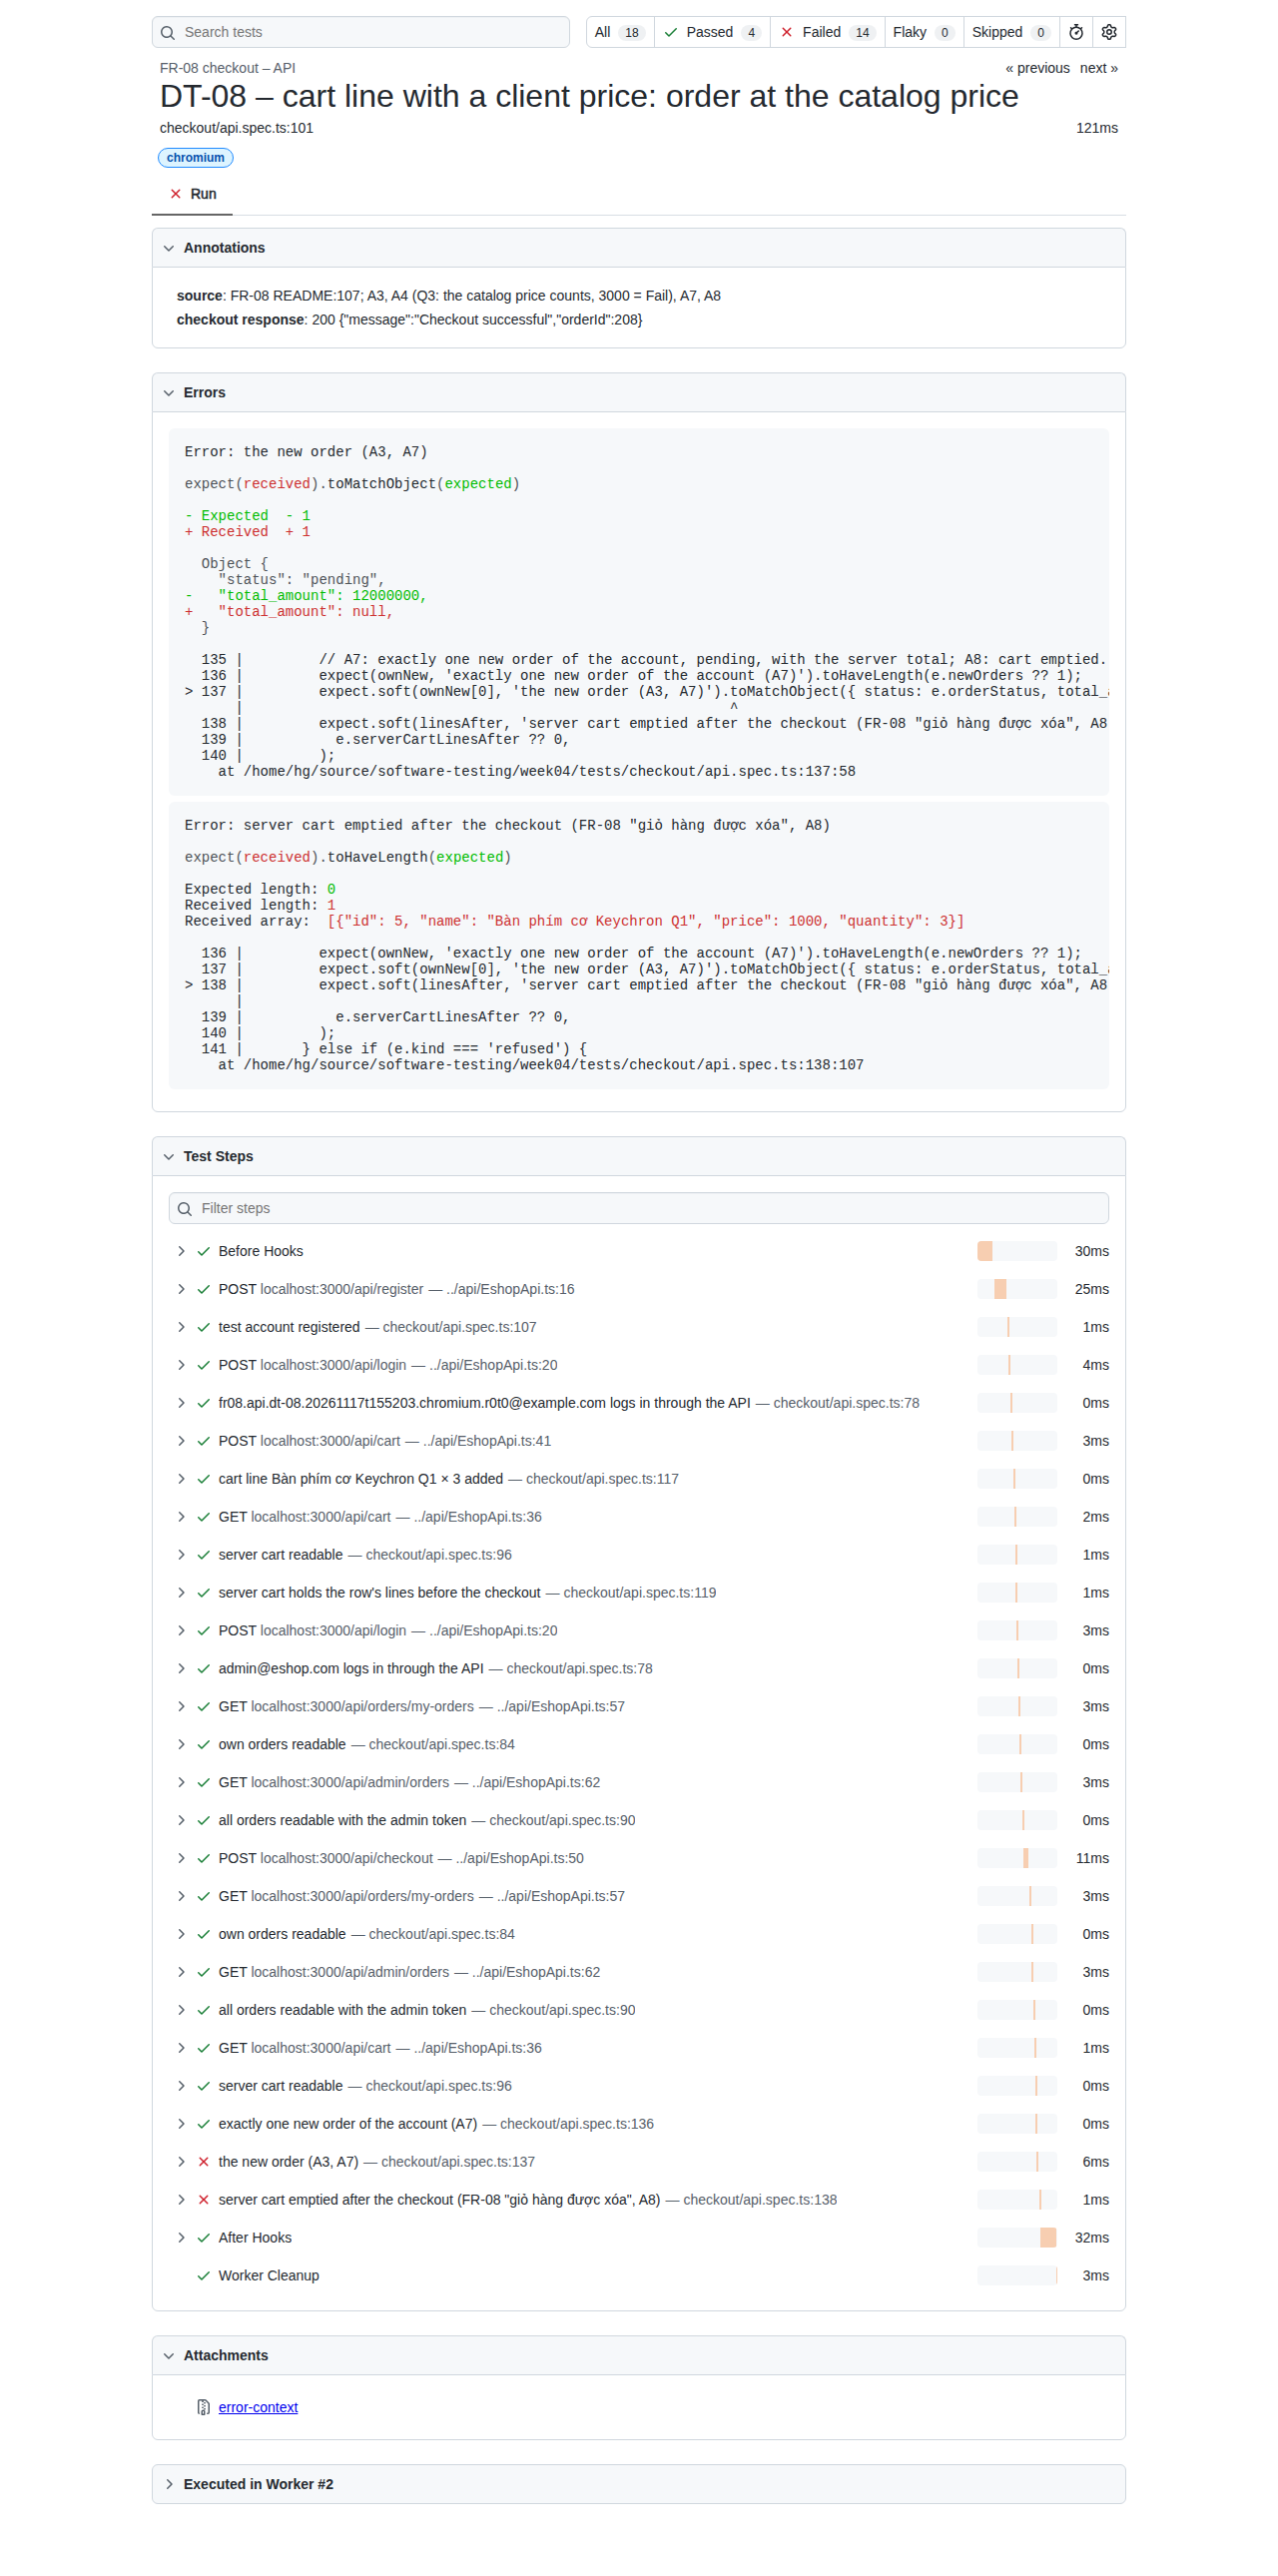 Search tests
All 18 Passed 4 Failed 14 Flaky 0 Skipped 0
FR-08 checkout – API
« previous next »
DT-08 – cart line with a client price: order at the catalog price
checkout/api.spec.ts:101
121ms
chromium
Run
Annotations
source: FR-08 README:107; A3, A4 (Q3: the catalog price counts, 3000 = Fail), A7, A8
checkout response: 200 {"message":"Checkout successful","orderId":208}
Errors
Error: the new order (A3, A7)
expect(received).toMatchObject(expected)
- Expected  - 1
+ Received  + 1
  Object {
    "status": "pending",
-   "total_amount": 12000000,
+   "total_amount": null,
  }
  135 |         // A7: exactly one new order of the account, pending, with the server total; A8: cart emptied.
  136 |         expect(ownNew, 'exactly one new order of the account (A7)').toHaveLength(e.newOrders ?? 1);
> 137 |         expect.soft(ownNew[0], 'the new order (A3, A7)').toMatchObject({ status: e.orderStatus, total_
      |                                                          ^
  138 |         expect.soft(linesAfter, 'server cart emptied after the checkout (FR-08 "giỏ hàng được xóa", A8
  139 |           e.serverCartLinesAfter ?? 0,
  140 |         );
    at /home/hg/source/software-testing/week04/tests/checkout/api.spec.ts:137:58
Error: server cart emptied after the checkout (FR-08 "giỏ hàng được xóa", A8)
expect(received).toHaveLength(expected)
Expected length: 0
Received length: 1
Received array:  [{"id": 5, "name": "Bàn phím cơ Keychron Q1", "price": 1000, "quantity": 3}]
  136 |         expect(ownNew, 'exactly one new order of the account (A7)').toHaveLength(e.newOrders ?? 1);
  137 |         expect.soft(ownNew[0], 'the new order (A3, A7)').toMatchObject({ status: e.orderStatus, total_
> 138 |         expect.soft(linesAfter, 'server cart emptied after the checkout (FR-08 "giỏ hàng được xóa", A8
      |
  139 |           e.serverCartLinesAfter ?? 0,
  140 |         );
  141 |       } else if (e.kind === 'refused') {
    at /home/hg/source/software-testing/week04/tests/checkout/api.spec.ts:138:107
Test Steps
Filter steps
Before Hooks 30ms
POST localhost:3000/api/register — ../api/EshopApi.ts:16 25ms
test account registered — checkout/api.spec.ts:107 1ms
POST localhost:3000/api/login — ../api/EshopApi.ts:20 4ms
fr08.api.dt-08.20261117t155203.chromium.r0t0@example.com logs in through the API — checkout/api.spec.ts:78 0ms
POST localhost:3000/api/cart — ../api/EshopApi.ts:41 3ms
cart line Bàn phím cơ Keychron Q1 × 3 added — checkout/api.spec.ts:117 0ms
GET localhost:3000/api/cart — ../api/EshopApi.ts:36 2ms
server cart readable — checkout/api.spec.ts:96 1ms
server cart holds the row's lines before the checkout — checkout/api.spec.ts:119 1ms
POST localhost:3000/api/login — ../api/EshopApi.ts:20 3ms
admin@eshop.com logs in through the API — checkout/api.spec.ts:78 0ms
GET localhost:3000/api/orders/my-orders — ../api/EshopApi.ts:57 3ms
own orders readable — checkout/api.spec.ts:84 0ms
GET localhost:3000/api/admin/orders — ../api/EshopApi.ts:62 3ms
all orders readable with the admin token — checkout/api.spec.ts:90 0ms
POST localhost:3000/api/checkout — ../api/EshopApi.ts:50 11ms
GET localhost:3000/api/orders/my-orders — ../api/EshopApi.ts:57 3ms
own orders readable — checkout/api.spec.ts:84 0ms
GET localhost:3000/api/admin/orders — ../api/EshopApi.ts:62 3ms
all orders readable with the admin token — checkout/api.spec.ts:90 0ms
GET localhost:3000/api/cart — ../api/EshopApi.ts:36 1ms
server cart readable — checkout/api.spec.ts:96 0ms
exactly one new order of the account (A7) — checkout/api.spec.ts:136 0ms
the new order (A3, A7) — checkout/api.spec.ts:137 6ms
server cart emptied after the checkout (FR-08 "giỏ hàng được xóa", A8) — checkout/api.spec.ts:138 1ms
After Hooks 32ms
Worker Cleanup 3ms
Attachments
error-context
Executed in Worker #2